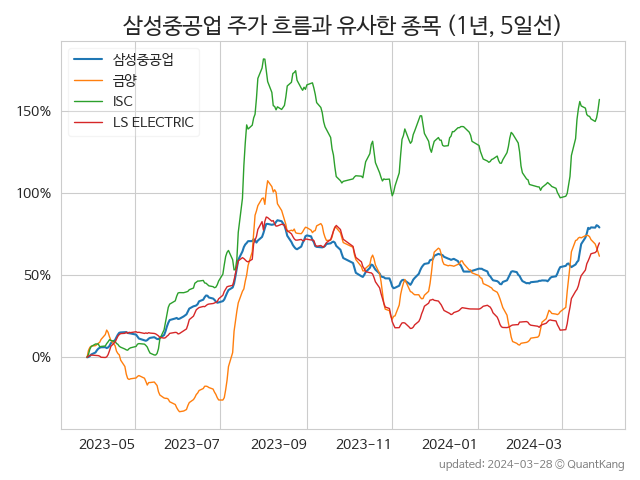 삼성중공업 주가 흐름과 유사한 종목 (1년, 5일선)
삼성중공업
금양
ISC
LS ELECTRIC
150%
100%
50%
0%
2023-05 2023-07 2023-09 2023-11 2024-01 2024-03
updated: 2024-03-28 © QuantKang